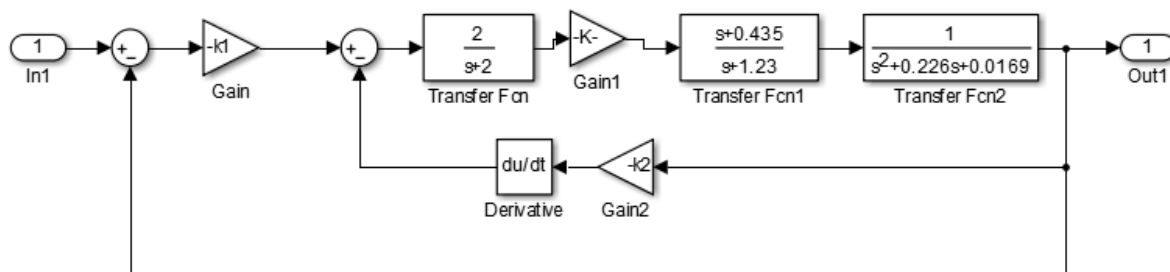 1
In1
+
-
-k1
Gain
+
-
2
s+2
Transfer Fcn
-K-
Gain1
s+0.435
s+1.23
Transfer Fcn1
1
s²+0.226s+0.0169
Transfer Fcn2
1
Out1
du/dt
Derivative
-k2
Gain2